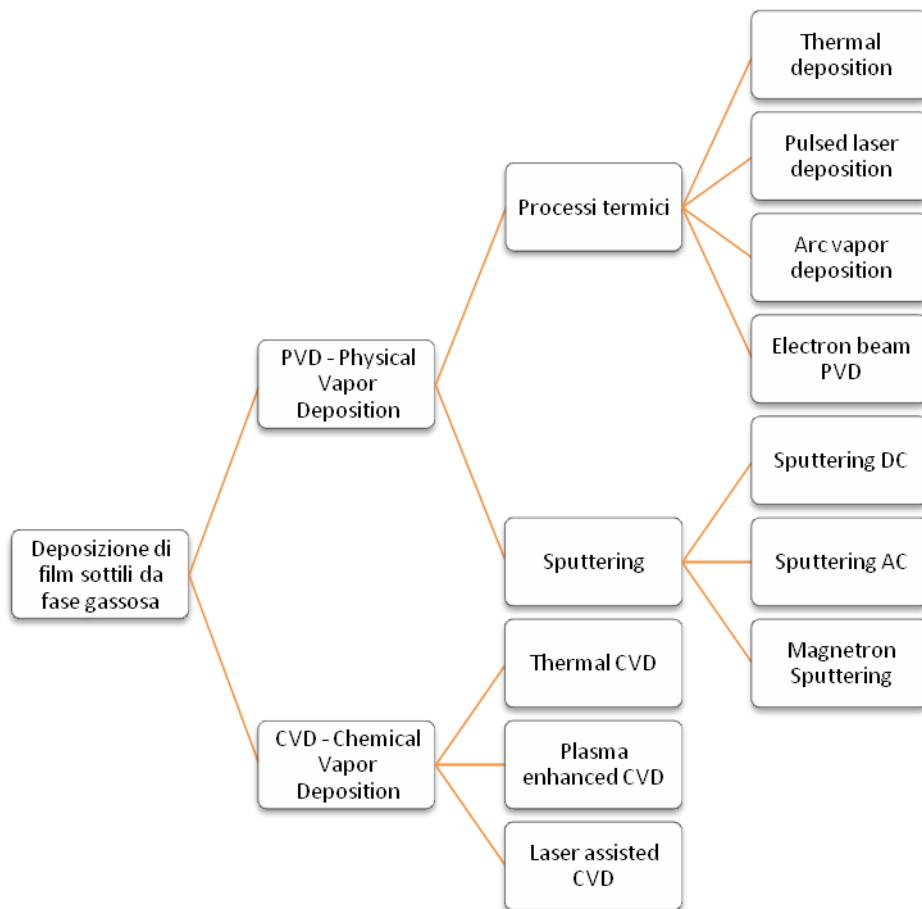 Thermal
deposition
Pulsed laser
deposition
Processi termici
Arc vapor
deposition
Electron beam
PVD
PVD - Physical
Vapor
Deposition
Sputtering DC
Deposizione di
film sottili da
fase gassosa
Sputtering
Sputtering AC
Magnetron
Sputtering
Thermal CVD
CVD - Chemical
Vapor
Deposition
Plasma
enhanced CVD
Laser assisted
CVD